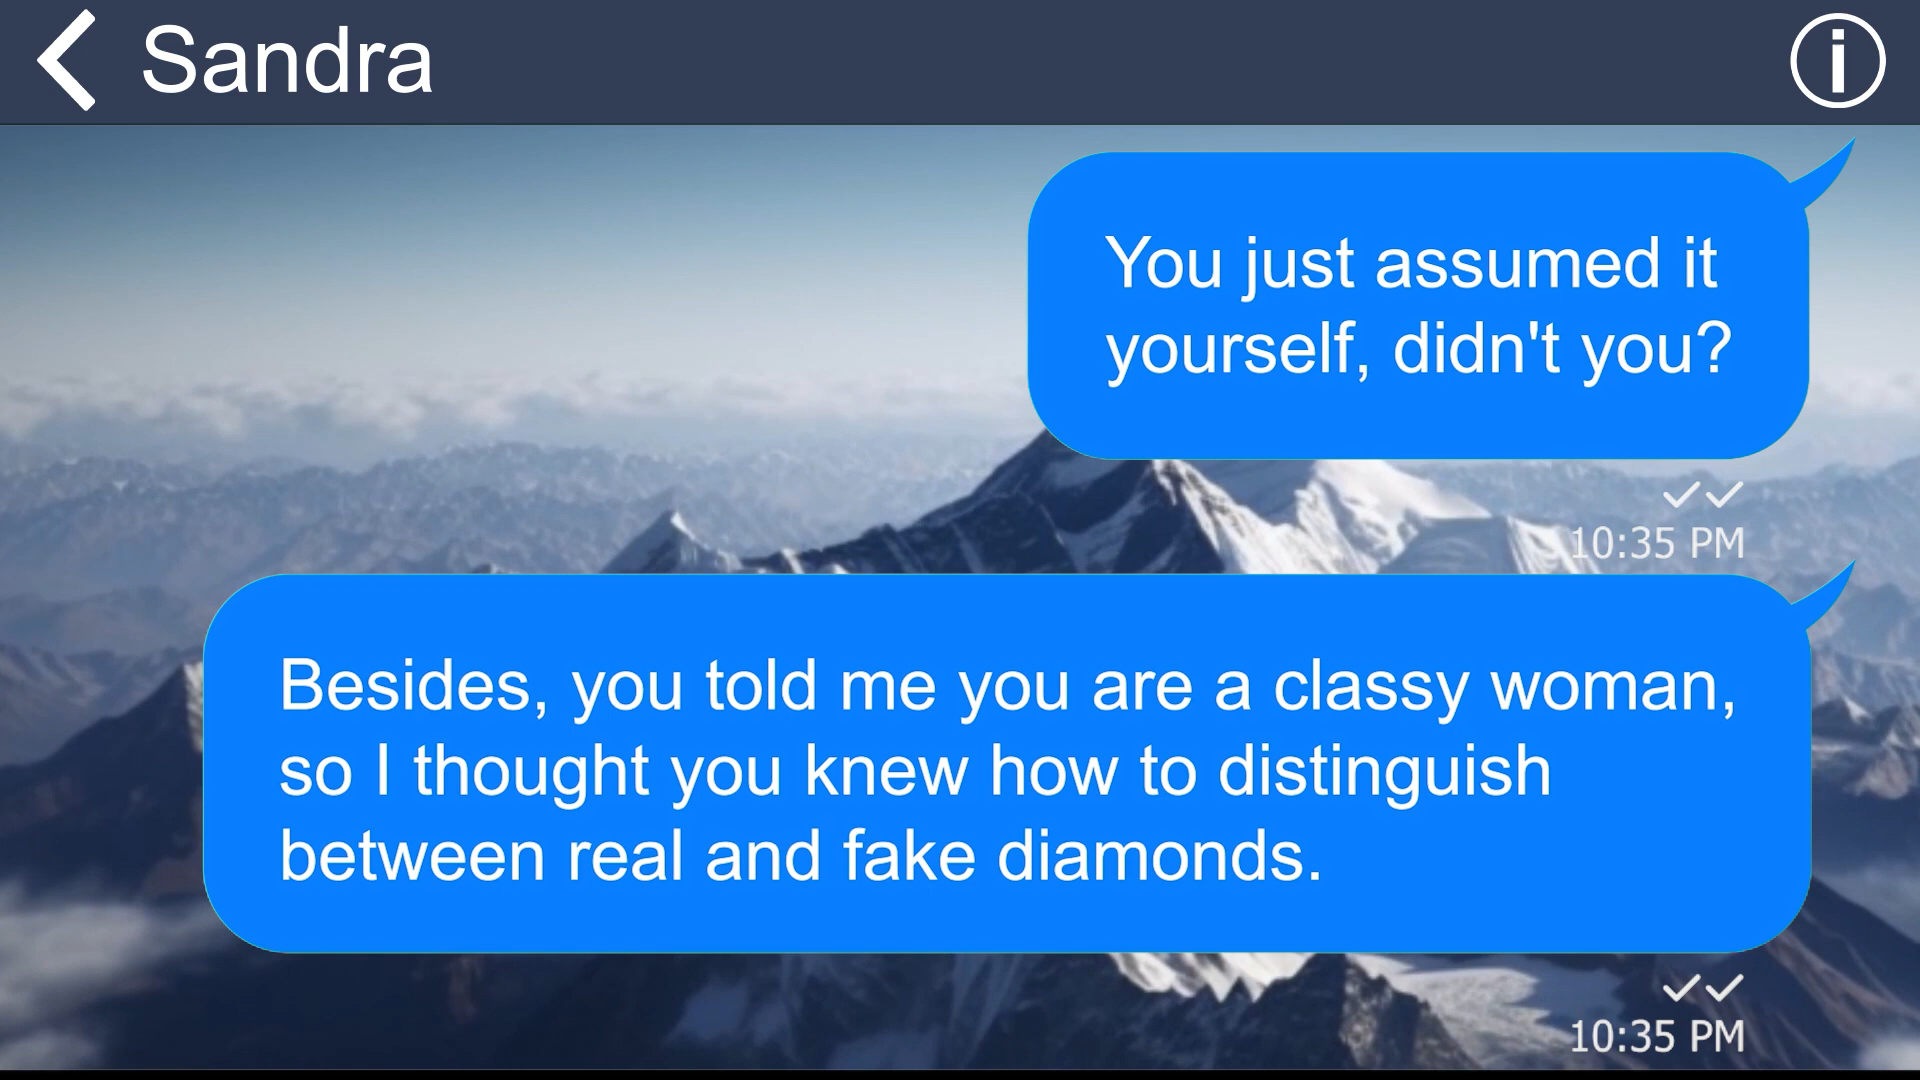 Sandra
You just assumed it
yourself, didn't you?
10:35 PM
Besides, you told me you are a classy woman,
so I thought you knew how to distinguish
between real and fake diamonds.
10:35 PM